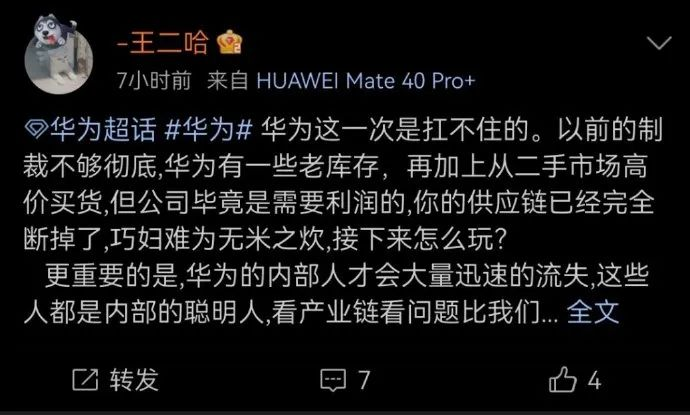 -王二哈 2
7小时前 来自 HUAWEI Mate 40 Pro+
华为超话 #华为# 华为这一次是扛不住的。以前的制
裁不够彻底,华为有一些老库存，再加上从二手市场高
价买货,但公司毕竟是需要利润的,你的供应链已经完全
断掉了,巧妇难为无米之炊,接下来怎么玩?
更重要的是,华为的内部人才会大量迅速的流失,这些
人都是内部的聪明人,看产业链看问题比我们... 全文
转发 7 4